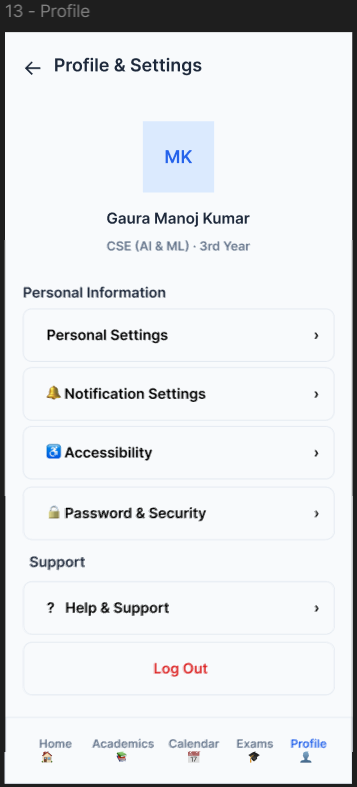 13 - Profile
← Profile & Settings
MK
Gaura Manoj Kumar
CSE (AI & ML) · 3rd Year
Personal Information
Personal Settings ›
🔔 Notification Settings ›
♿ Accessibility ›
🔒 Password & Security ›
Support
? Help & Support ›
Log Out
Home Academics Calendar Exams Profile